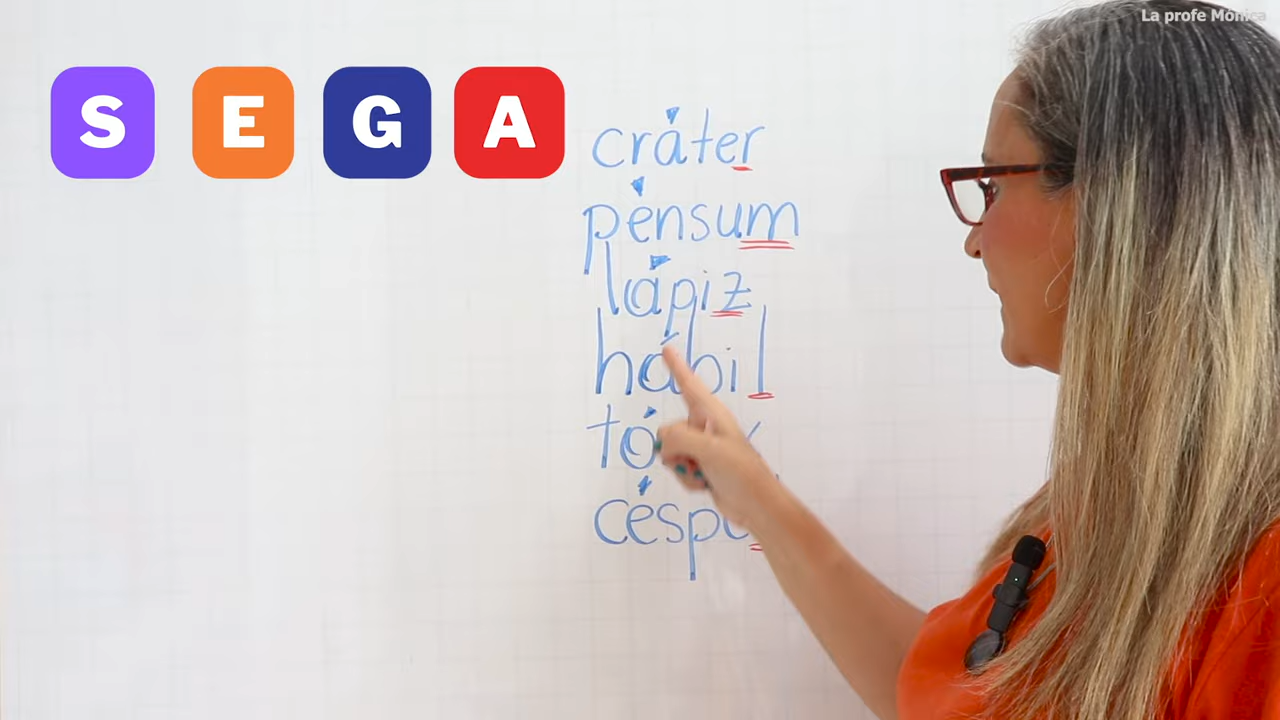 La profe Mónica
S E G A
cráter
pénsum
lápiz
hábil